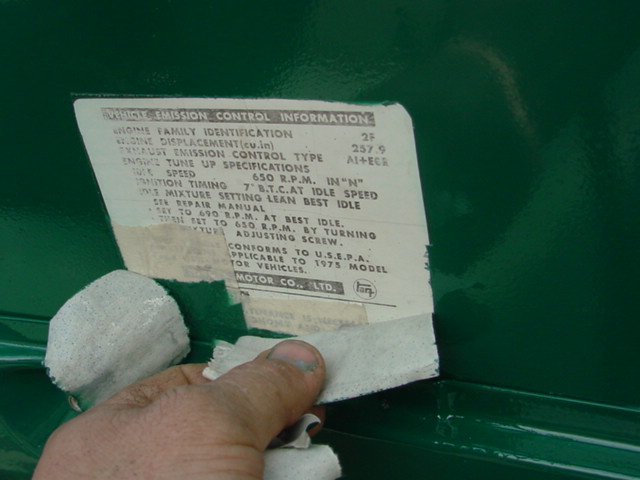 VEHICLE EMISSION CONTROL INFORMATION
ENGINE FAMILY IDENTIFICATION 2F
ENGINE DISPLACEMENT(cu.in) 257.9
EXHAUST EMISSION CONTROL TYPE AI+EGR
ENGINE TUNE UP SPECIFICATIONS
IDLE SPEED 650 R.P.M. IN"N"
IGNITION TIMING 7° B.T.C.AT IDLE SPEED
IDLE MIXTURE SETTING LEAN BEST IDLE
SEE REPAIR MANUAL
SET TO 690 R.P.M. AT BEST IDLE.
THEN SET TO 650 R.P.M. BY TURNING
ADJUSTING SCREW.
CONFORMS TO U.S.E.P.A.
APPLICABLE TO 1975 MODEL
VEHICLES.
MOTOR CO., LTD.